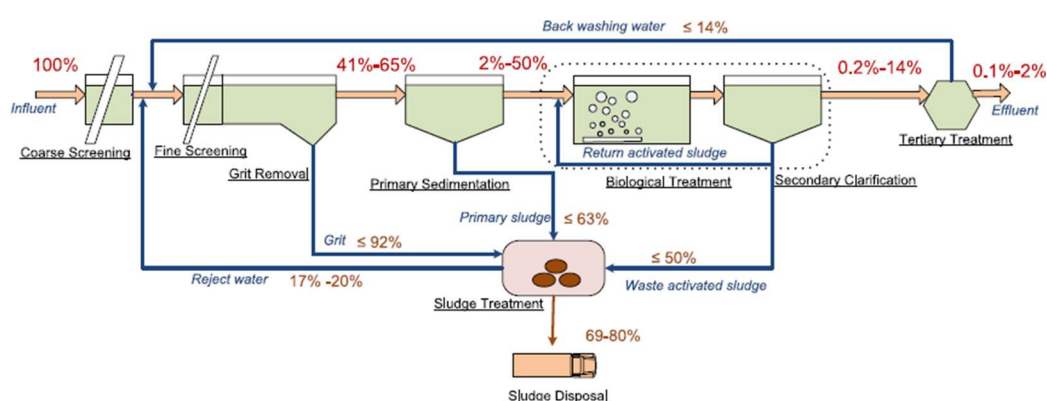 Back washing water ≤ 14%
100%
41%-65%
2%-50%
0.2%-14%
0.1%-2%
Influent
Effluent
Coarse Screening
Fine Screening
Grit Removal
Primary Sedimentation
Return activated sludge
Biological Treatment
Secondary Clarification
Tertiary Treatment
Primary sludge ≤ 63%
Grit ≤ 92%
≤ 50%
Reject water 17% -20%
Waste activated sludge
Sludge Treatment
69-80%
Sludge Disposal